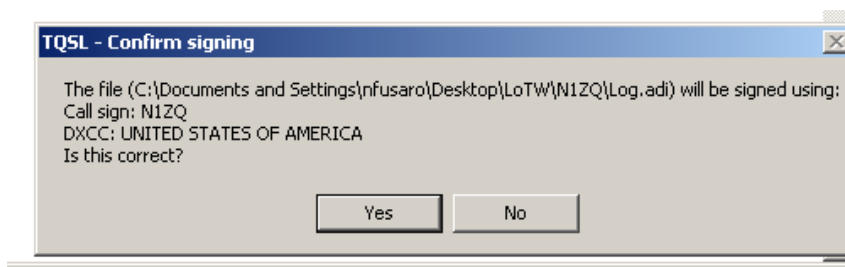 TQSL - Confirm signing
The file (C:\Documents and Settings\nfusaro\Desktop\LoTW\N1ZQ\Log.adi) will be signed using:
Call sign: N1ZQ
DXCC: UNITED STATES OF AMERICA
Is this correct?
Yes No